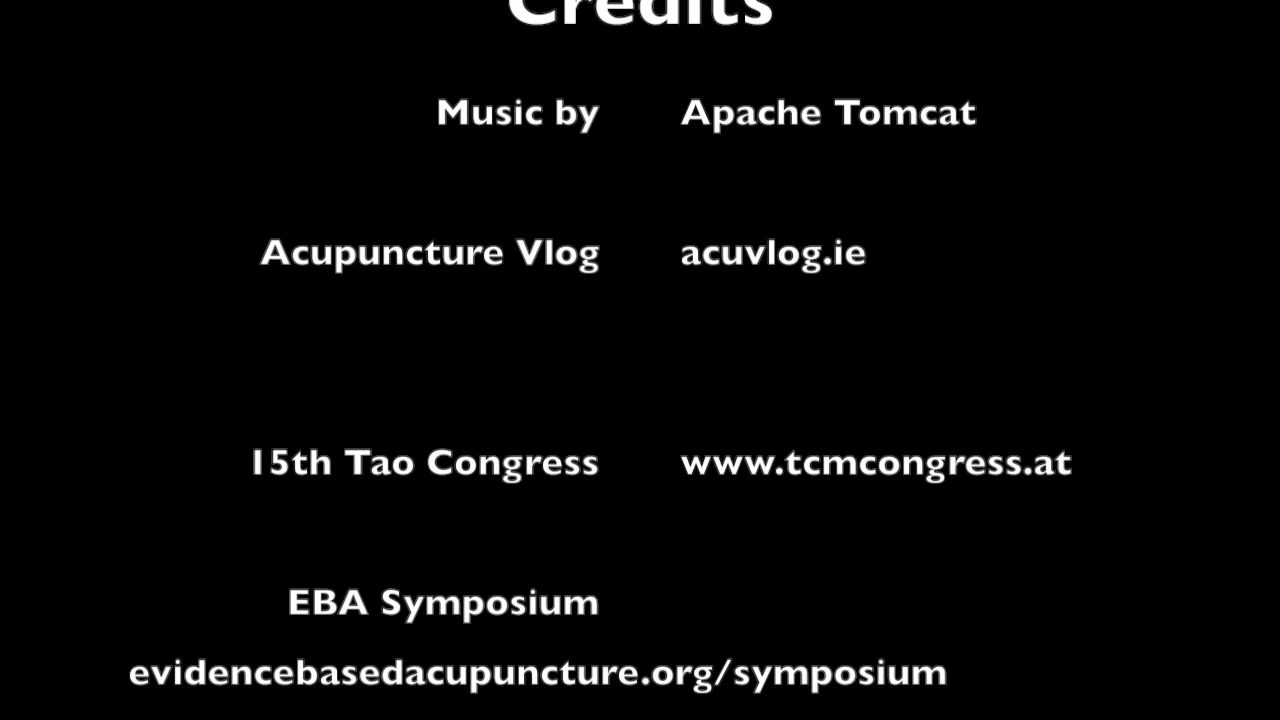 Credits
Music by Apache Tomcat
Acupuncture Vlog acuvlog.ie
15th Tao Congress www.tcmcongress.at
EBA Symposium
evidencebasedacupuncture.org/symposium